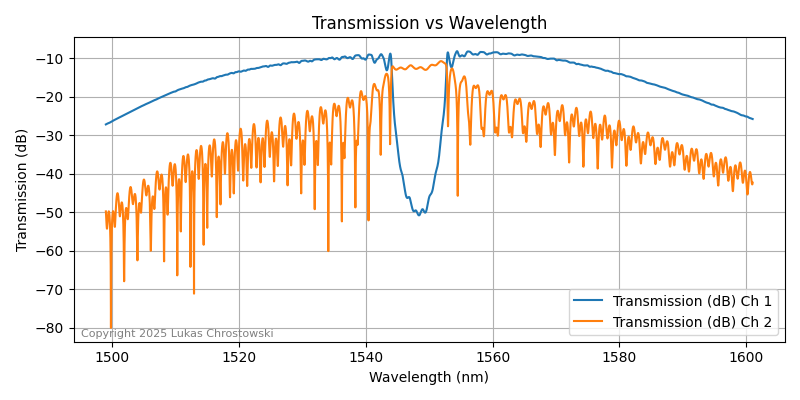 Transmission vs Wavelength
Transmission (dB)
−10
−20
−30
−40
−50
−60
−70
−80
Transmission (dB) Ch 1
Transmission (dB) Ch 2
Copyright 2025 Lukas Chrostowski
1500
1520
1540
1560
1580
1600
Wavelength (nm)